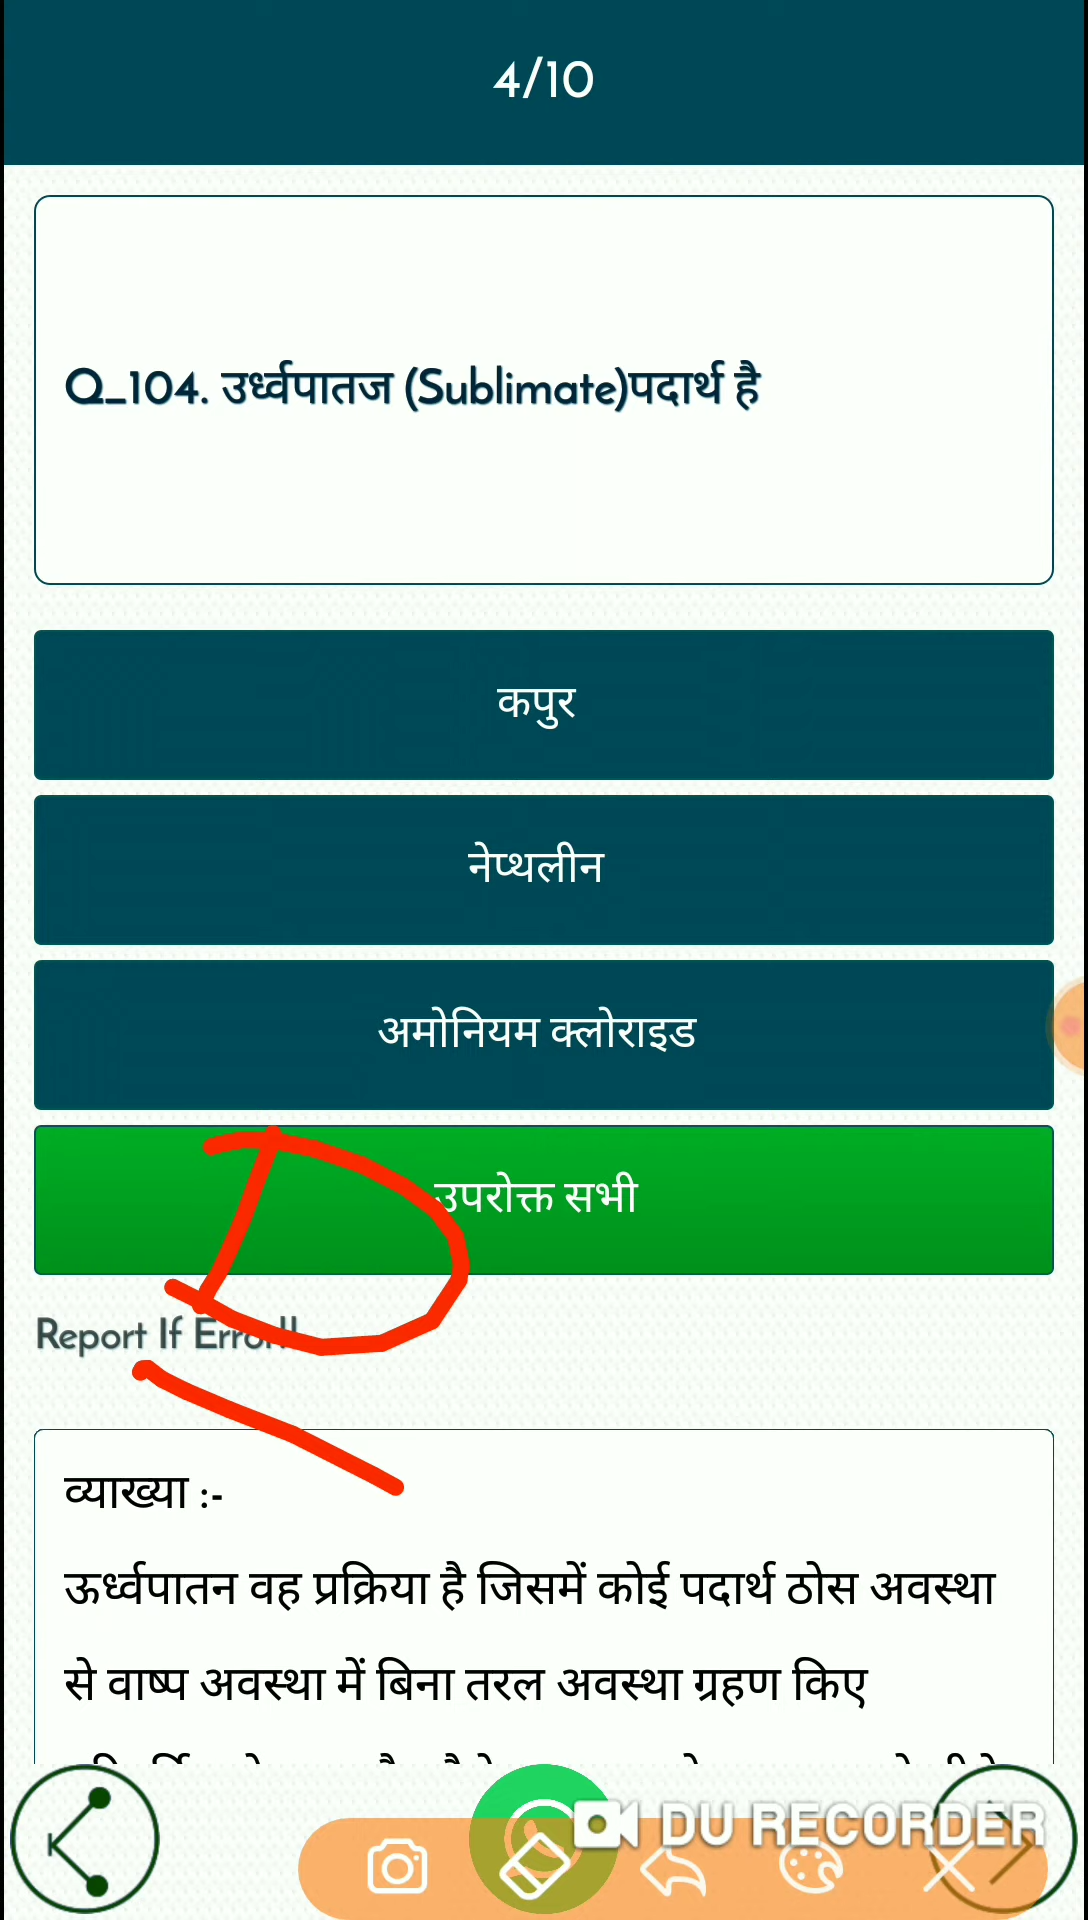 4/10
Q_104. उर्ध्वपातज (Sublimate)पदार्थ है
कपुर
नेप्थलीन
अमोनियम क्लोराइड
उपरोक्त सभी
D
Report If Error!!
व्याख्या :-
ऊर्ध्वपातन वह प्रक्रिया है जिसमें कोई पदार्थ ठोस अवस्था
से वाष्प अवस्था में बिना तरल अवस्था ग्रहण किए
DU RECORDER